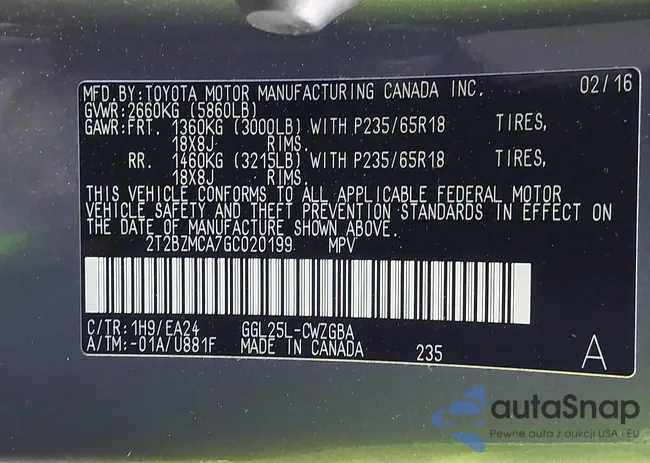 MFD.BY:TOYOTA MOTOR MANUFACTURING CANADA INC. 02/16
GVWR:2660KG (5860LB)
GAWR:FRT. 1360KG (3000LB) WITH P235/65R18 TIRES,
18X8J RIMS.
RR. 1460KG (3215LB) WITH P235/65R18 TIRES,
18X8J RIMS.
THIS VEHICLE CONFORMS TO ALL APPLICABLE FEDERAL MOTOR
VEHICLE SAFETY AND THEFT PREVENTION STANDARDS IN EFFECT ON
THE DATE OF MANUFACTURE SHOWN ABOVE.
2T2BZMCA7GC020199 MPV
C/TR:1H9/EA24 GGL25L-CWZGBA
A/TM:-01A/U881F MADE IN CANADA 235 A
autoSnap
Pewne auta z aukcji USA i EU